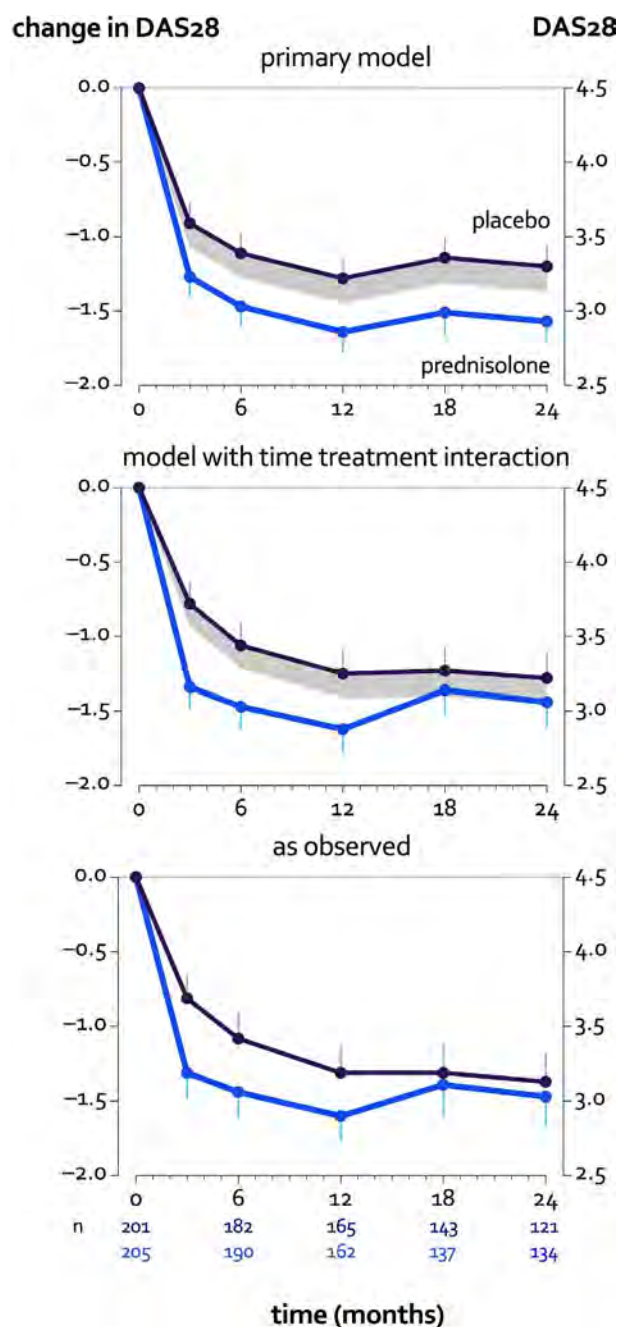 change in DAS28 DAS28
primary model
0.0 4.5
−0.5 4.0
−1.0 3.5
placebo
−1.5 3.0
prednisolone
−2.0 2.5
0 6 12 18 24
model with time treatment interaction
0.0 4.5
−0.5 4.0
−1.0 3.5
−1.5 3.0
−2.0 2.5
0 6 12 18 24
as observed
0.0 4.5
−0.5 4.0
−1.0 3.5
−1.5 3.0
−2.0 2.5
0 6 12 18 24
n 201 182 165 143 121
205 190 162 137 134
time (months)